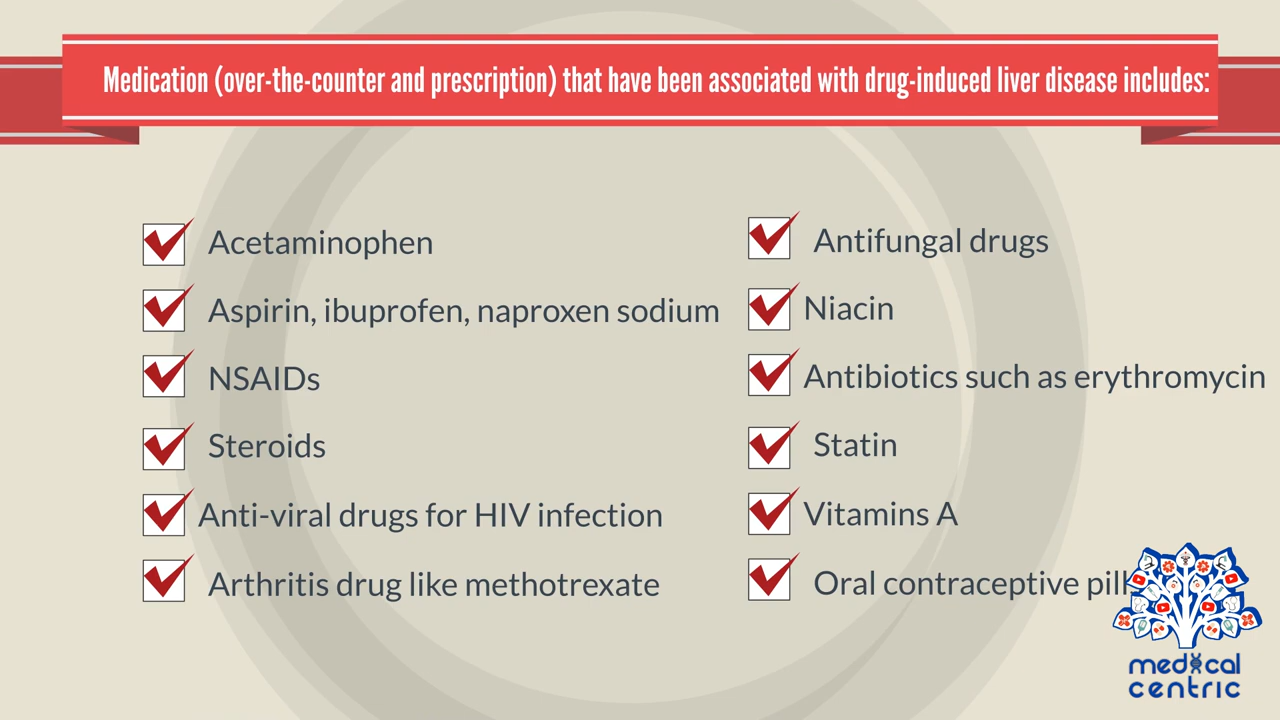 Medication (over-the-counter and prescription) that have been associated with drug-induced liver disease includes:
Acetaminophen
Aspirin, ibuprofen, naproxen sodium
NSAIDs
Steroids
Anti-viral drugs for HIV infection
Arthritis drug like methotrexate
Antifungal drugs
Niacin
Antibiotics such as erythromycin
Statin
Vitamins A
Oral contraceptive pills
medical
centric